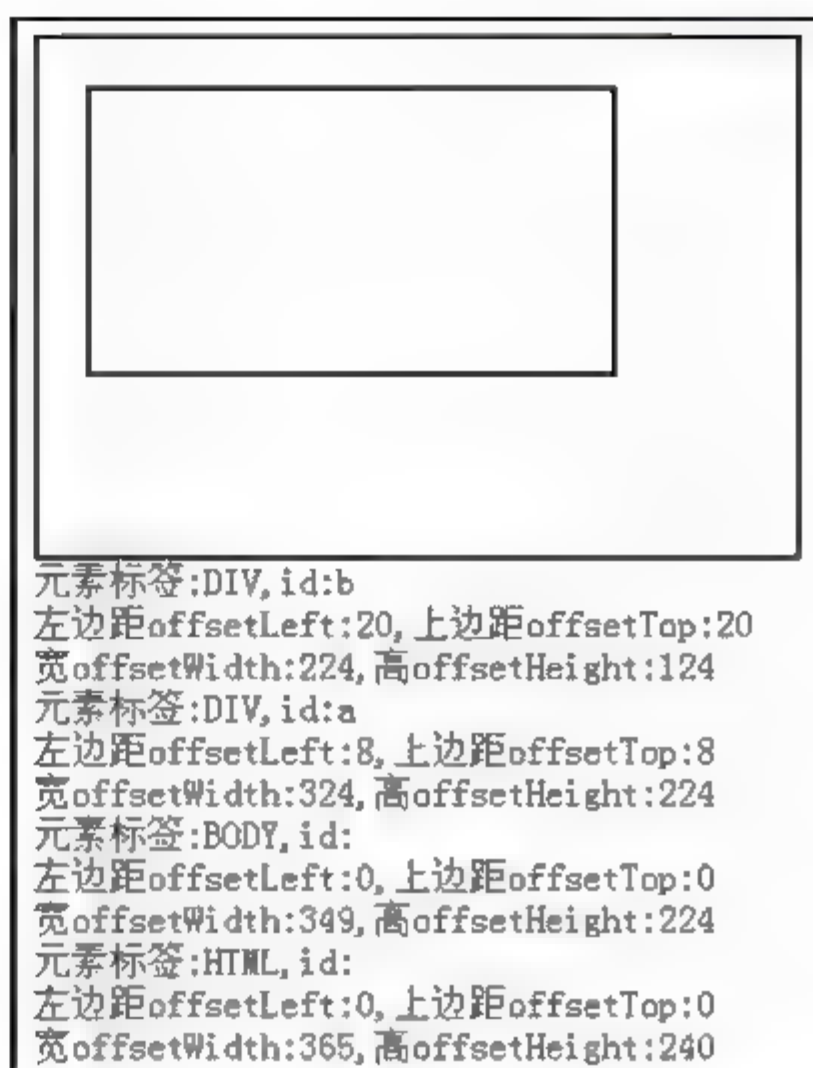 元素标签:DIV,id:b
左边距offsetLeft:20,上边距offsetTop:20
宽offsetWidth:224,高offsetHeight:124
元素标签:DIV,id:a
左边距offsetLeft:8,上边距offsetTop:8
宽offsetWidth:324,高offsetHeight:224
元素标签:BODY,id:
左边距offsetLeft:0,上边距offsetTop:0
宽offsetWidth:349,高offsetHeight:224
元素标签:HTML,id:
左边距offsetLeft:0,上边距offsetTop:0
宽offsetWidth:365,高offsetHeight:240